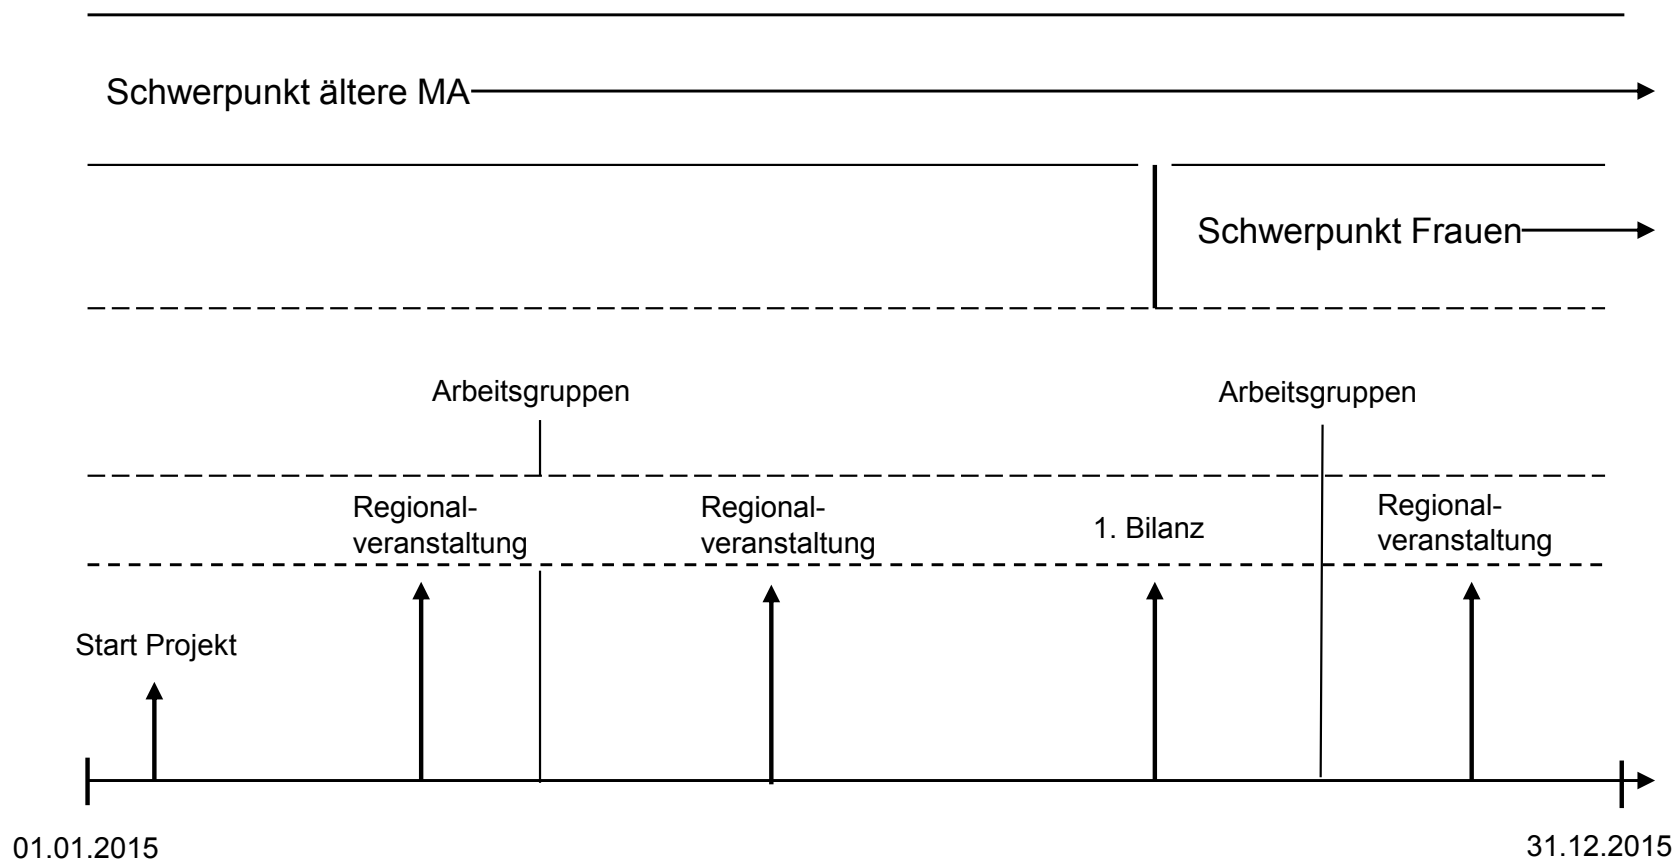 Schwerpunkt ältere MA
Schwerpunkt Frauen
Arbeitsgruppen
Arbeitsgruppen
Regional-
veranstaltung
Regional-
veranstaltung
1. Bilanz
Regional-
veranstaltung
Start Projekt
01.01.2015
31.12.2015